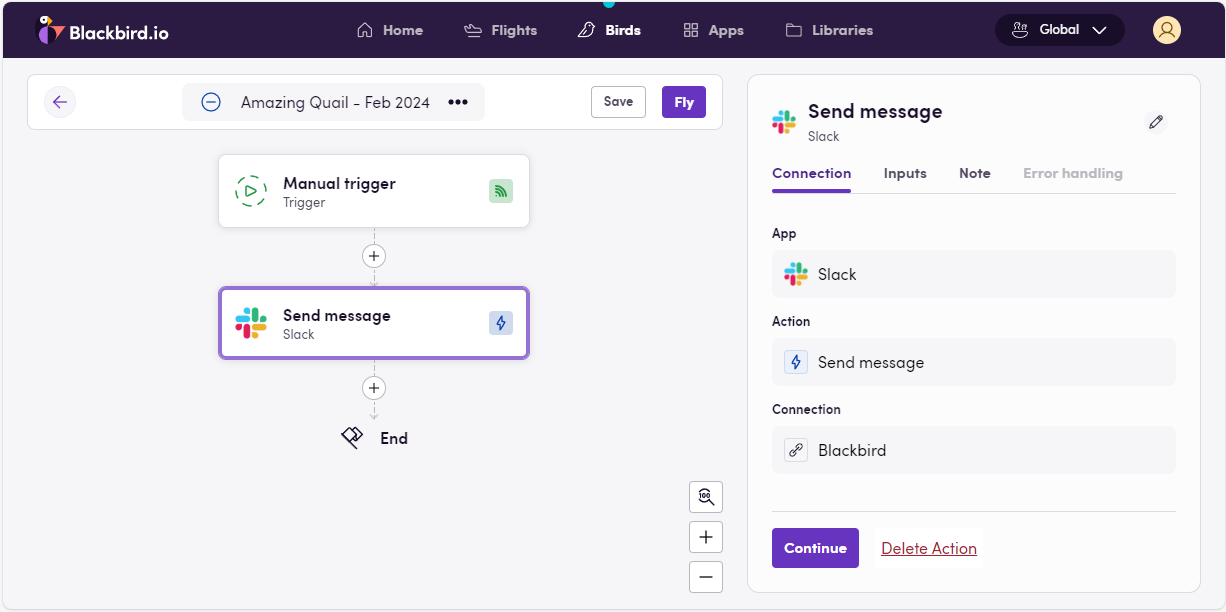 Blackbird.io
Home
Flights
Birds
Apps
Libraries
Global
Amazing Quail - Feb 2024
Save
Fly
Manual trigger
Trigger
Send message
Slack
End
100
Send message
Slack
Connection
Inputs
Note
Error handling
App
Slack
Action
Send message
Connection
Blackbird
Continue
Delete Action